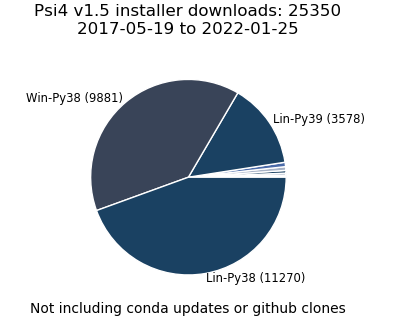 Psi4 v1.5 installer downloads: 25350
2017-05-19 to 2022-01-25
Win-Py38 (9881)
Lin-Py39 (3578)
Lin-Py38 (11270)
Not including conda updates or github clones